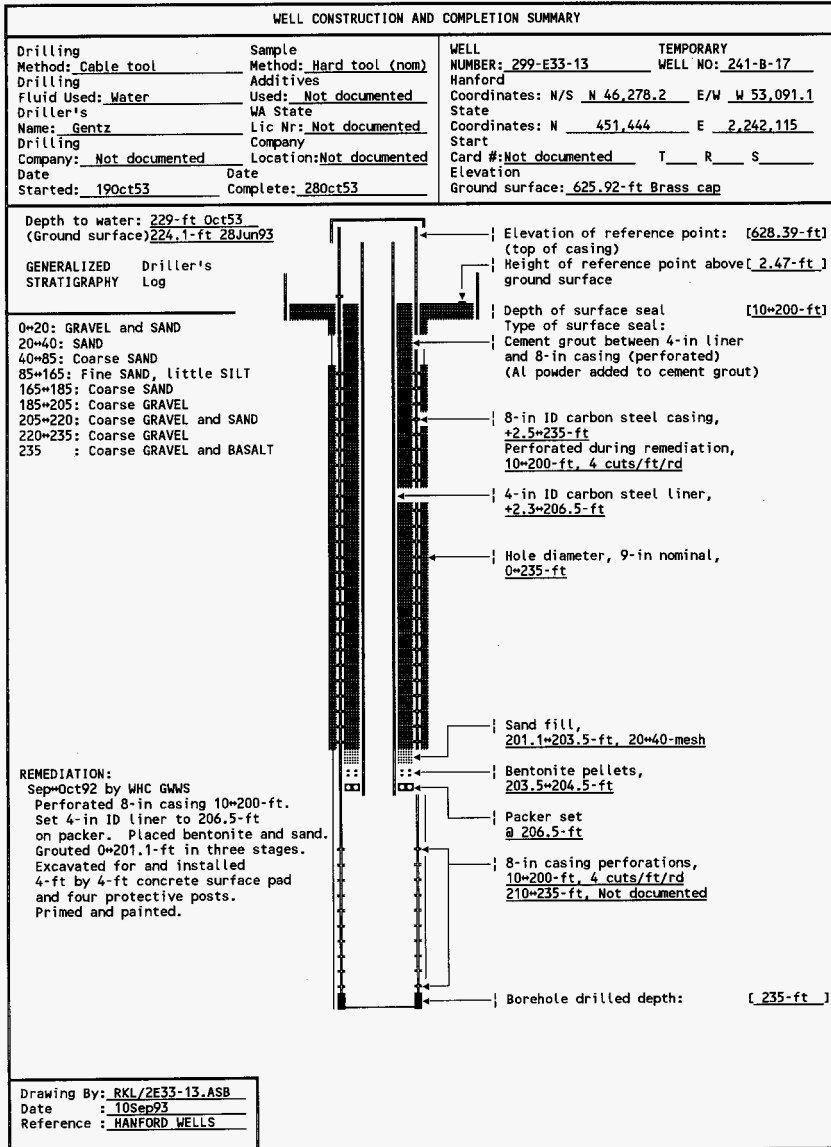 WELL CONSTRUCTION AND COMPLETION SUMMARY
Drilling Sample
Method: Cable tool Method: Hard tool (nom)
Drilling Additives
Fluid Used: Water Used: Not documented
Driller's WA State
Name: Gentz Lic Nr: Not documented
Drilling Company
Company: Not documented Location:Not documented
Date Date
Started: 19Oct53 Complete: 28Oct53
WELL TEMPORARY
NUMBER: 299-E33-13 WELL NO: 241-B-17
Hanford
Coordinates: N/S N 46,278.2 E/W W 53,091.1
State
Coordinates: N 451,444 E 2,242,115
Start
Card #:Not documented T R S
Elevation
Ground surface: 625.92-ft Brass cap
Depth to water: 229-ft Oct53
(Ground surface)224.1-ft 28Jun93
GENERALIZED Driller's
STRATIGRAPHY Log
0↔20: GRAVEL and SAND
20↔40: SAND
40↔85: Coarse SAND
85↔165: Fine SAND, little SILT
165↔185: Coarse SAND
185↔205: Coarse GRAVEL
205↔220: Coarse GRAVEL and SAND
220↔235: Coarse GRAVEL
235 : Coarse GRAVEL and BASALT
Elevation of reference point: [628.39-ft]
(top of casing)
Height of reference point above[ 2.47-ft ]
ground surface
Depth of surface seal [10↔200-ft]
Type of surface seal:
Cement grout between 4-in liner
and 8-in casing (perforated)
(Al powder added to cement grout)
8-in ID carbon steel casing,
+2.5↔235-ft
Perforated during remediation,
10↔200-ft, 4 cuts/ft/rd
4-in ID carbon steel liner,
+2.3↔206.5-ft
Hole diameter, 9-in nominal,
0↔235-ft
Sand fill,
201.1↔203.5-ft, 20↔40-mesh
Bentonite pellets,
203.5↔204.5-ft
Packer set
@ 206.5-ft
8-in casing perforations,
10↔200-ft, 4 cuts/ft/rd
210↔235-ft, Not documented
Borehole drilled depth: [ 235-ft ]
REMEDIATION:
Sep↔Oct92 by WHC GWWS
Perforated 8-in casing 10↔200-ft.
Set 4-in ID liner to 206.5-ft
on packer. Placed bentonite and sand.
Grouted 0↔201.1-ft in three stages.
Excavated for and installed
4-ft by 4-ft concrete surface pad
and four protective posts.
Primed and painted.
Drawing By: RKL/2E33-13.ASB
Date : 10Sep93
Reference : HANFORD WELLS